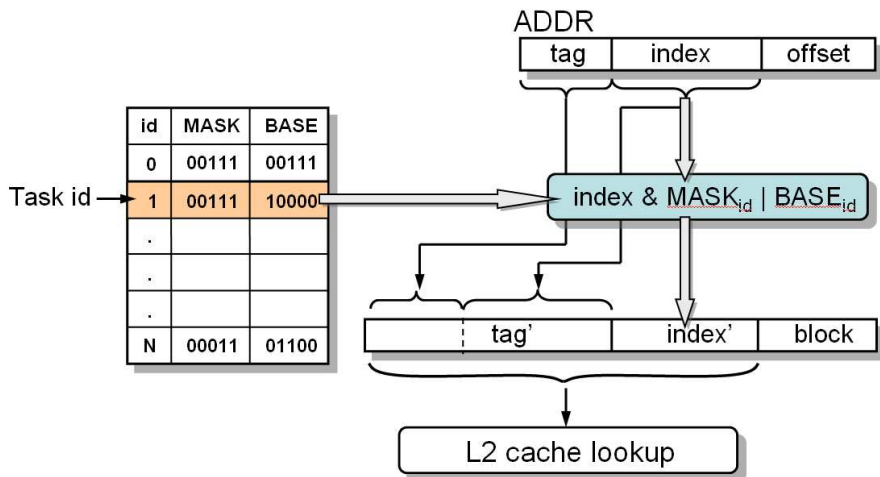 ADDR
tag index offset
id MASK BASE
0 00111 00111
Task id 1 00111 10000
index & MASKid | BASEid
.
.
.
N 00011 01100
tag' index' block
L2 cache lookup